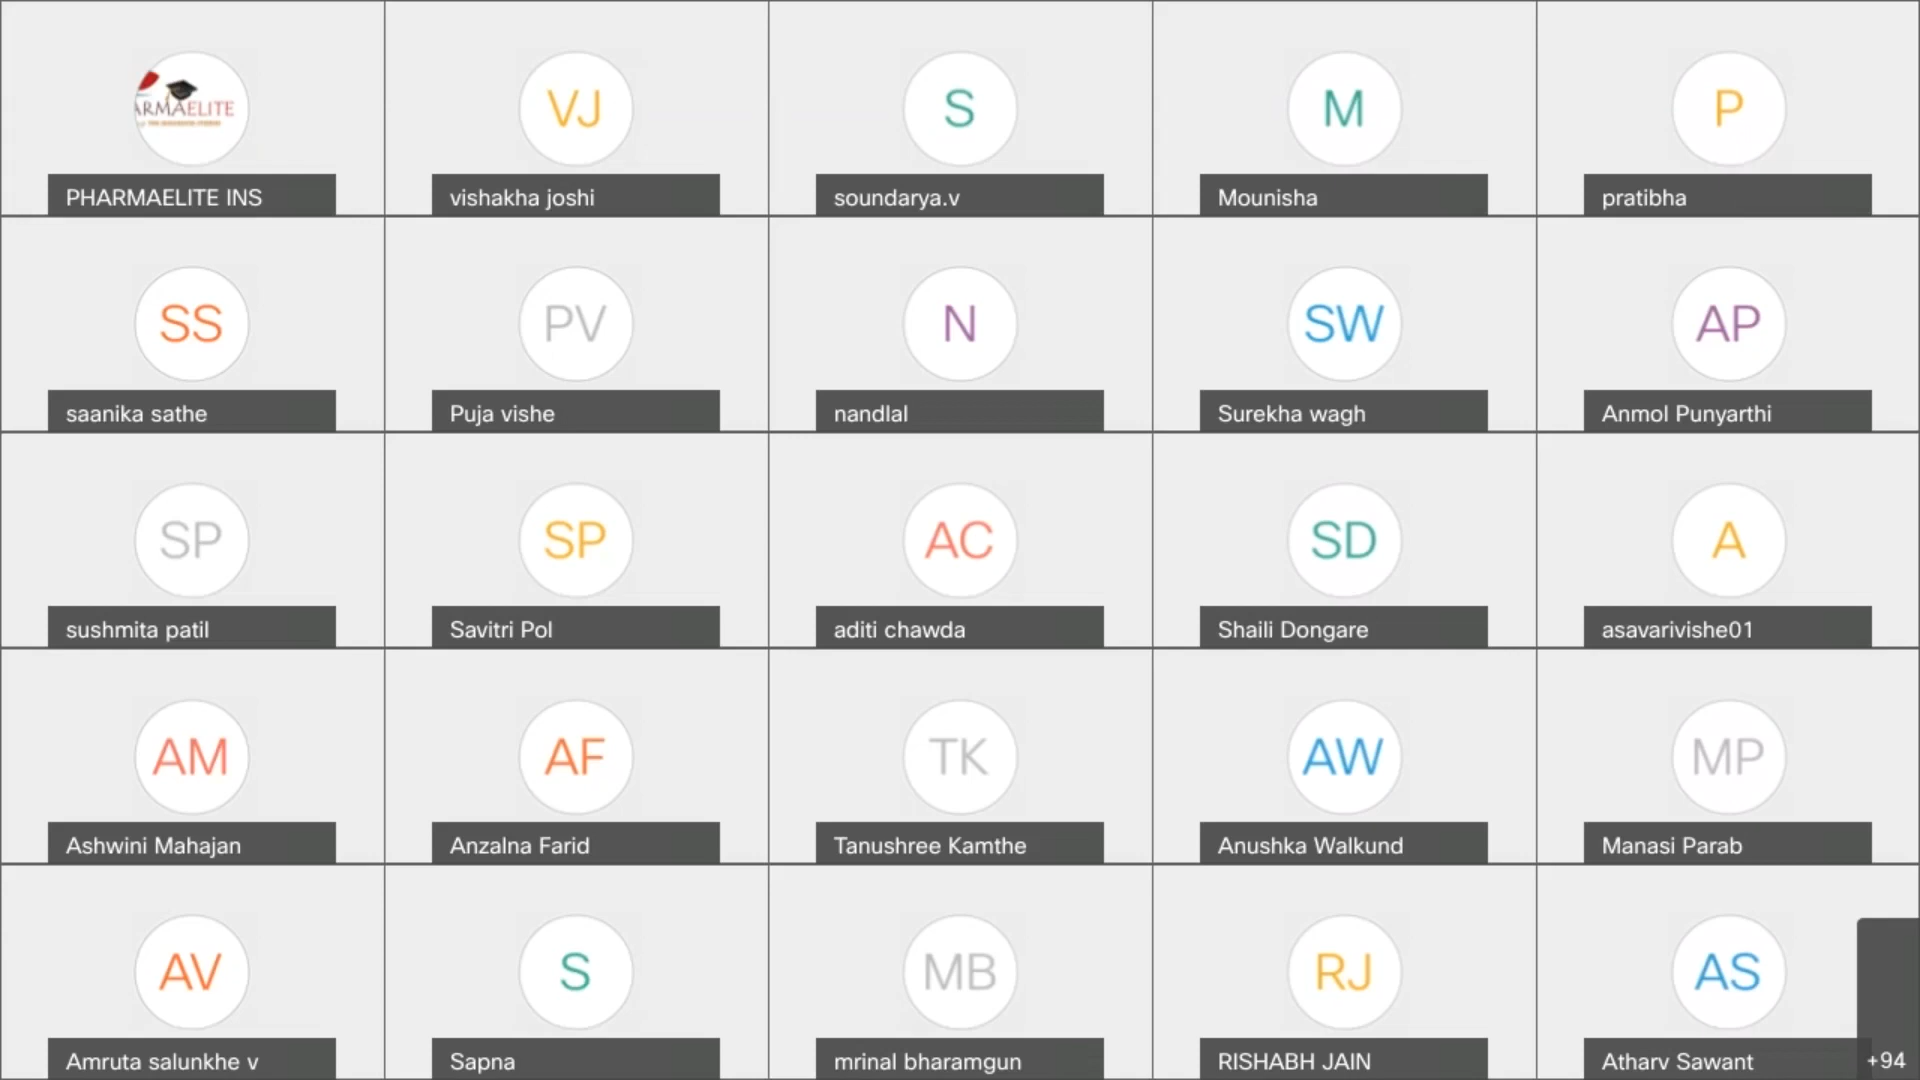 ARMAELITE
VJ
S
M
P
PHARMAELITE INS
vishakha joshi
soundarya.v
Mounisha
pratibha
SS
PV
N
SW
AP
saanika sathe
Puja vishe
nandlal
Surekha wagh
Anmol Punyarthi
SP
SP
AC
SD
A
sushmita patil
Savitri Pol
aditi chawda
Shaili Dongare
asavarivishe01
AM
AF
TK
AW
MP
Ashwini Mahajan
Anzalna Farid
Tanushree Kamthe
Anushka Walkund
Manasi Parab
AV
S
MB
RJ
AS
Amruta salunkhe v
Sapna
mrinal bharamgun
RISHABH JAIN
Atharv Sawant
+94